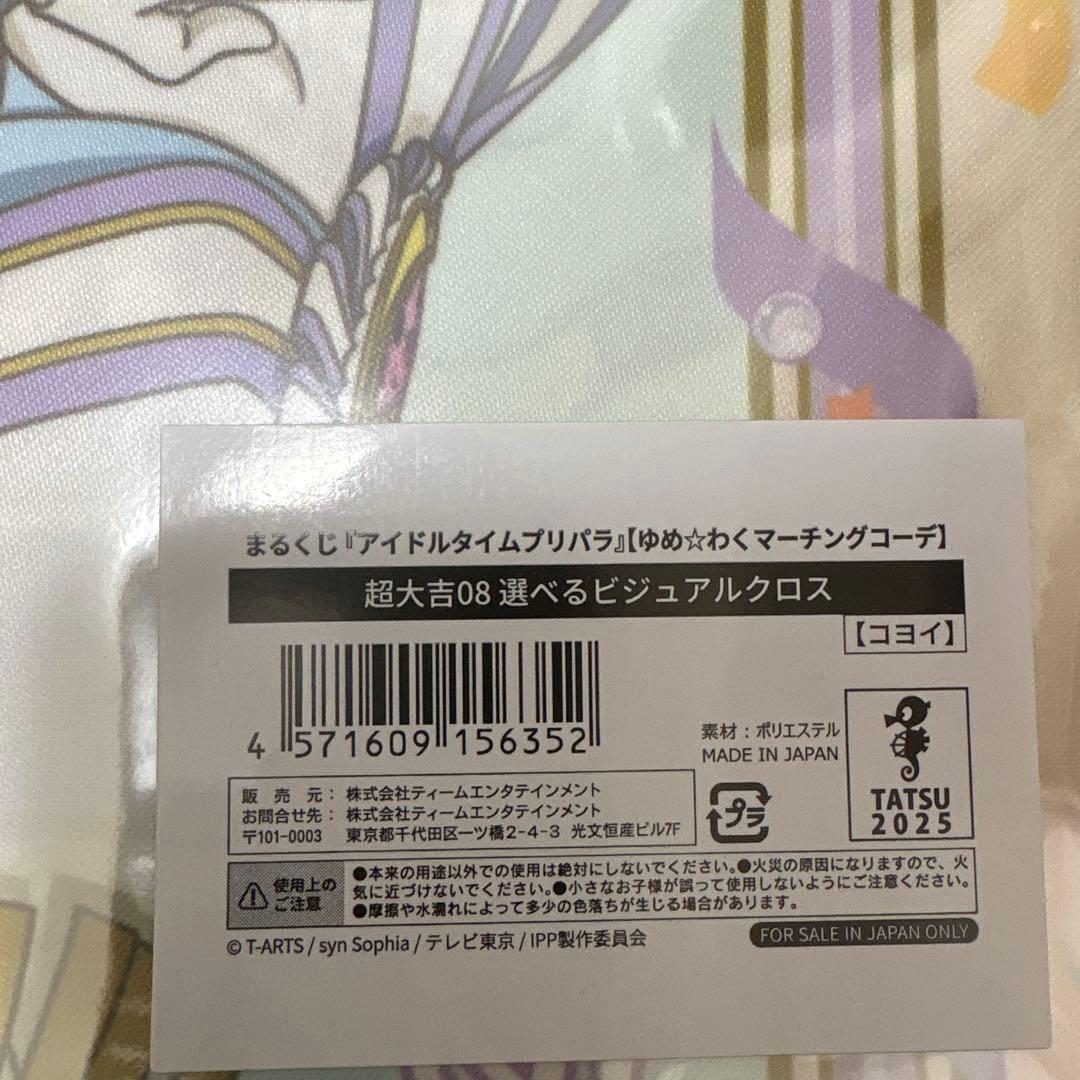 まるくじ『アイドルタイムプリパラ』【ゆめ☆わくマーチングコーデ】
超大吉08 選べるビジュアルクロス
【コヨイ】
4 571609 156352
素材：ポリエステル
MADE IN JAPAN
プラ
TATSU
2025
販売元：株式会社ティームエンタテインメント
お問合せ先：株式会社ティームエンタテインメント
〒101-0003 東京都千代田区一ツ橋2-4-3 光文恒産ビル7F
使用上の
ご注意
●本来の用途以外での使用は絶対にしないでください。●火災の原因になりますので、火
気に近づけないでください。●小さなお子様が誤って使用しないようにご注意ください。
●摩擦や水濡れによって多少の色落ちが生じる場合があります。
© T-ARTS / syn Sophia / テレビ東京 / IPP製作委員会
FOR SALE IN JAPAN ONLY